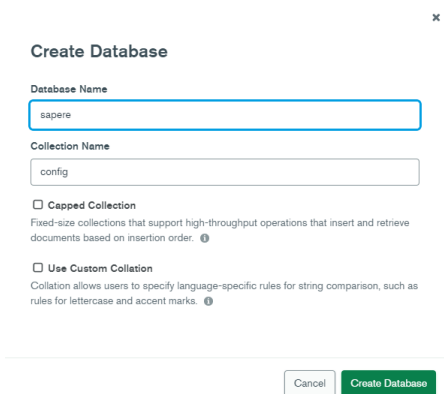 Create Database
Database Name
sapere
Collection Name
config
Capped Collection
Fixed-size collections that support high-throughput operations that insert and retrieve
documents based on insertion order.
Use Custom Collation
Collation allows users to specify language-specific rules for string comparison, such as
rules for lettercase and accent marks.
Cancel Create Database